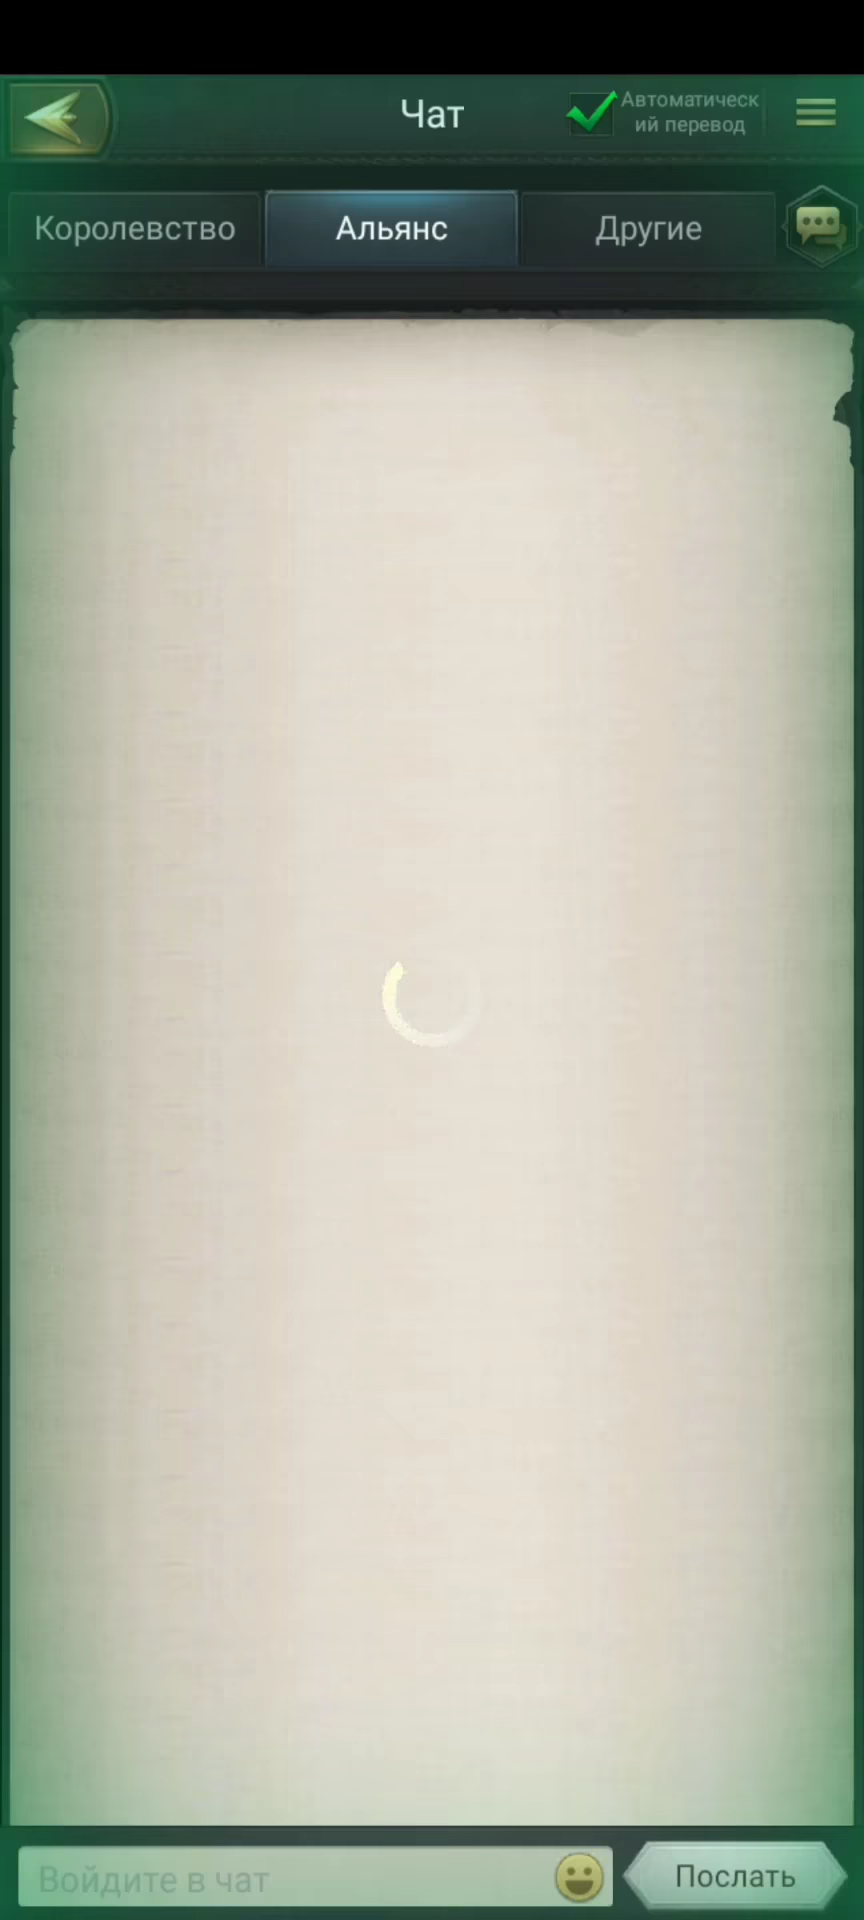 Чат
Автоматическ
ий перевод
Королевство
Альянс
Другие
Войдите в чат
Послать